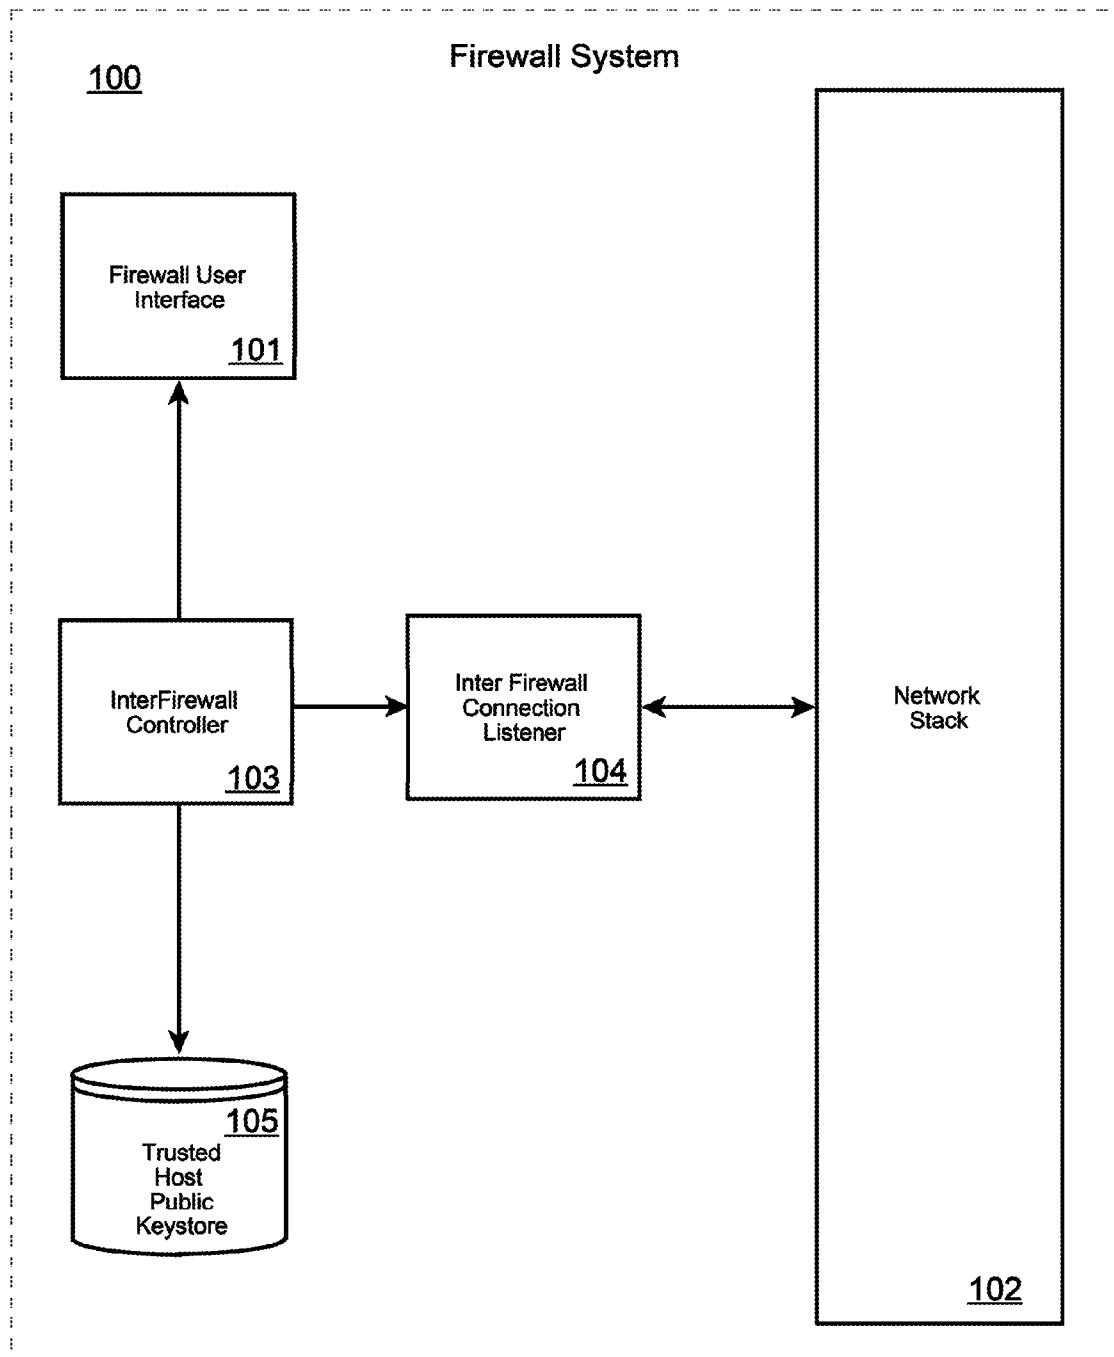 Firewall System
100
Firewall User
Interface
101
InterFirewall
Controller
103
Inter Firewall
Connection
Listener
104
Network
Stack
102
105
Trusted
Host
Public
Keystore